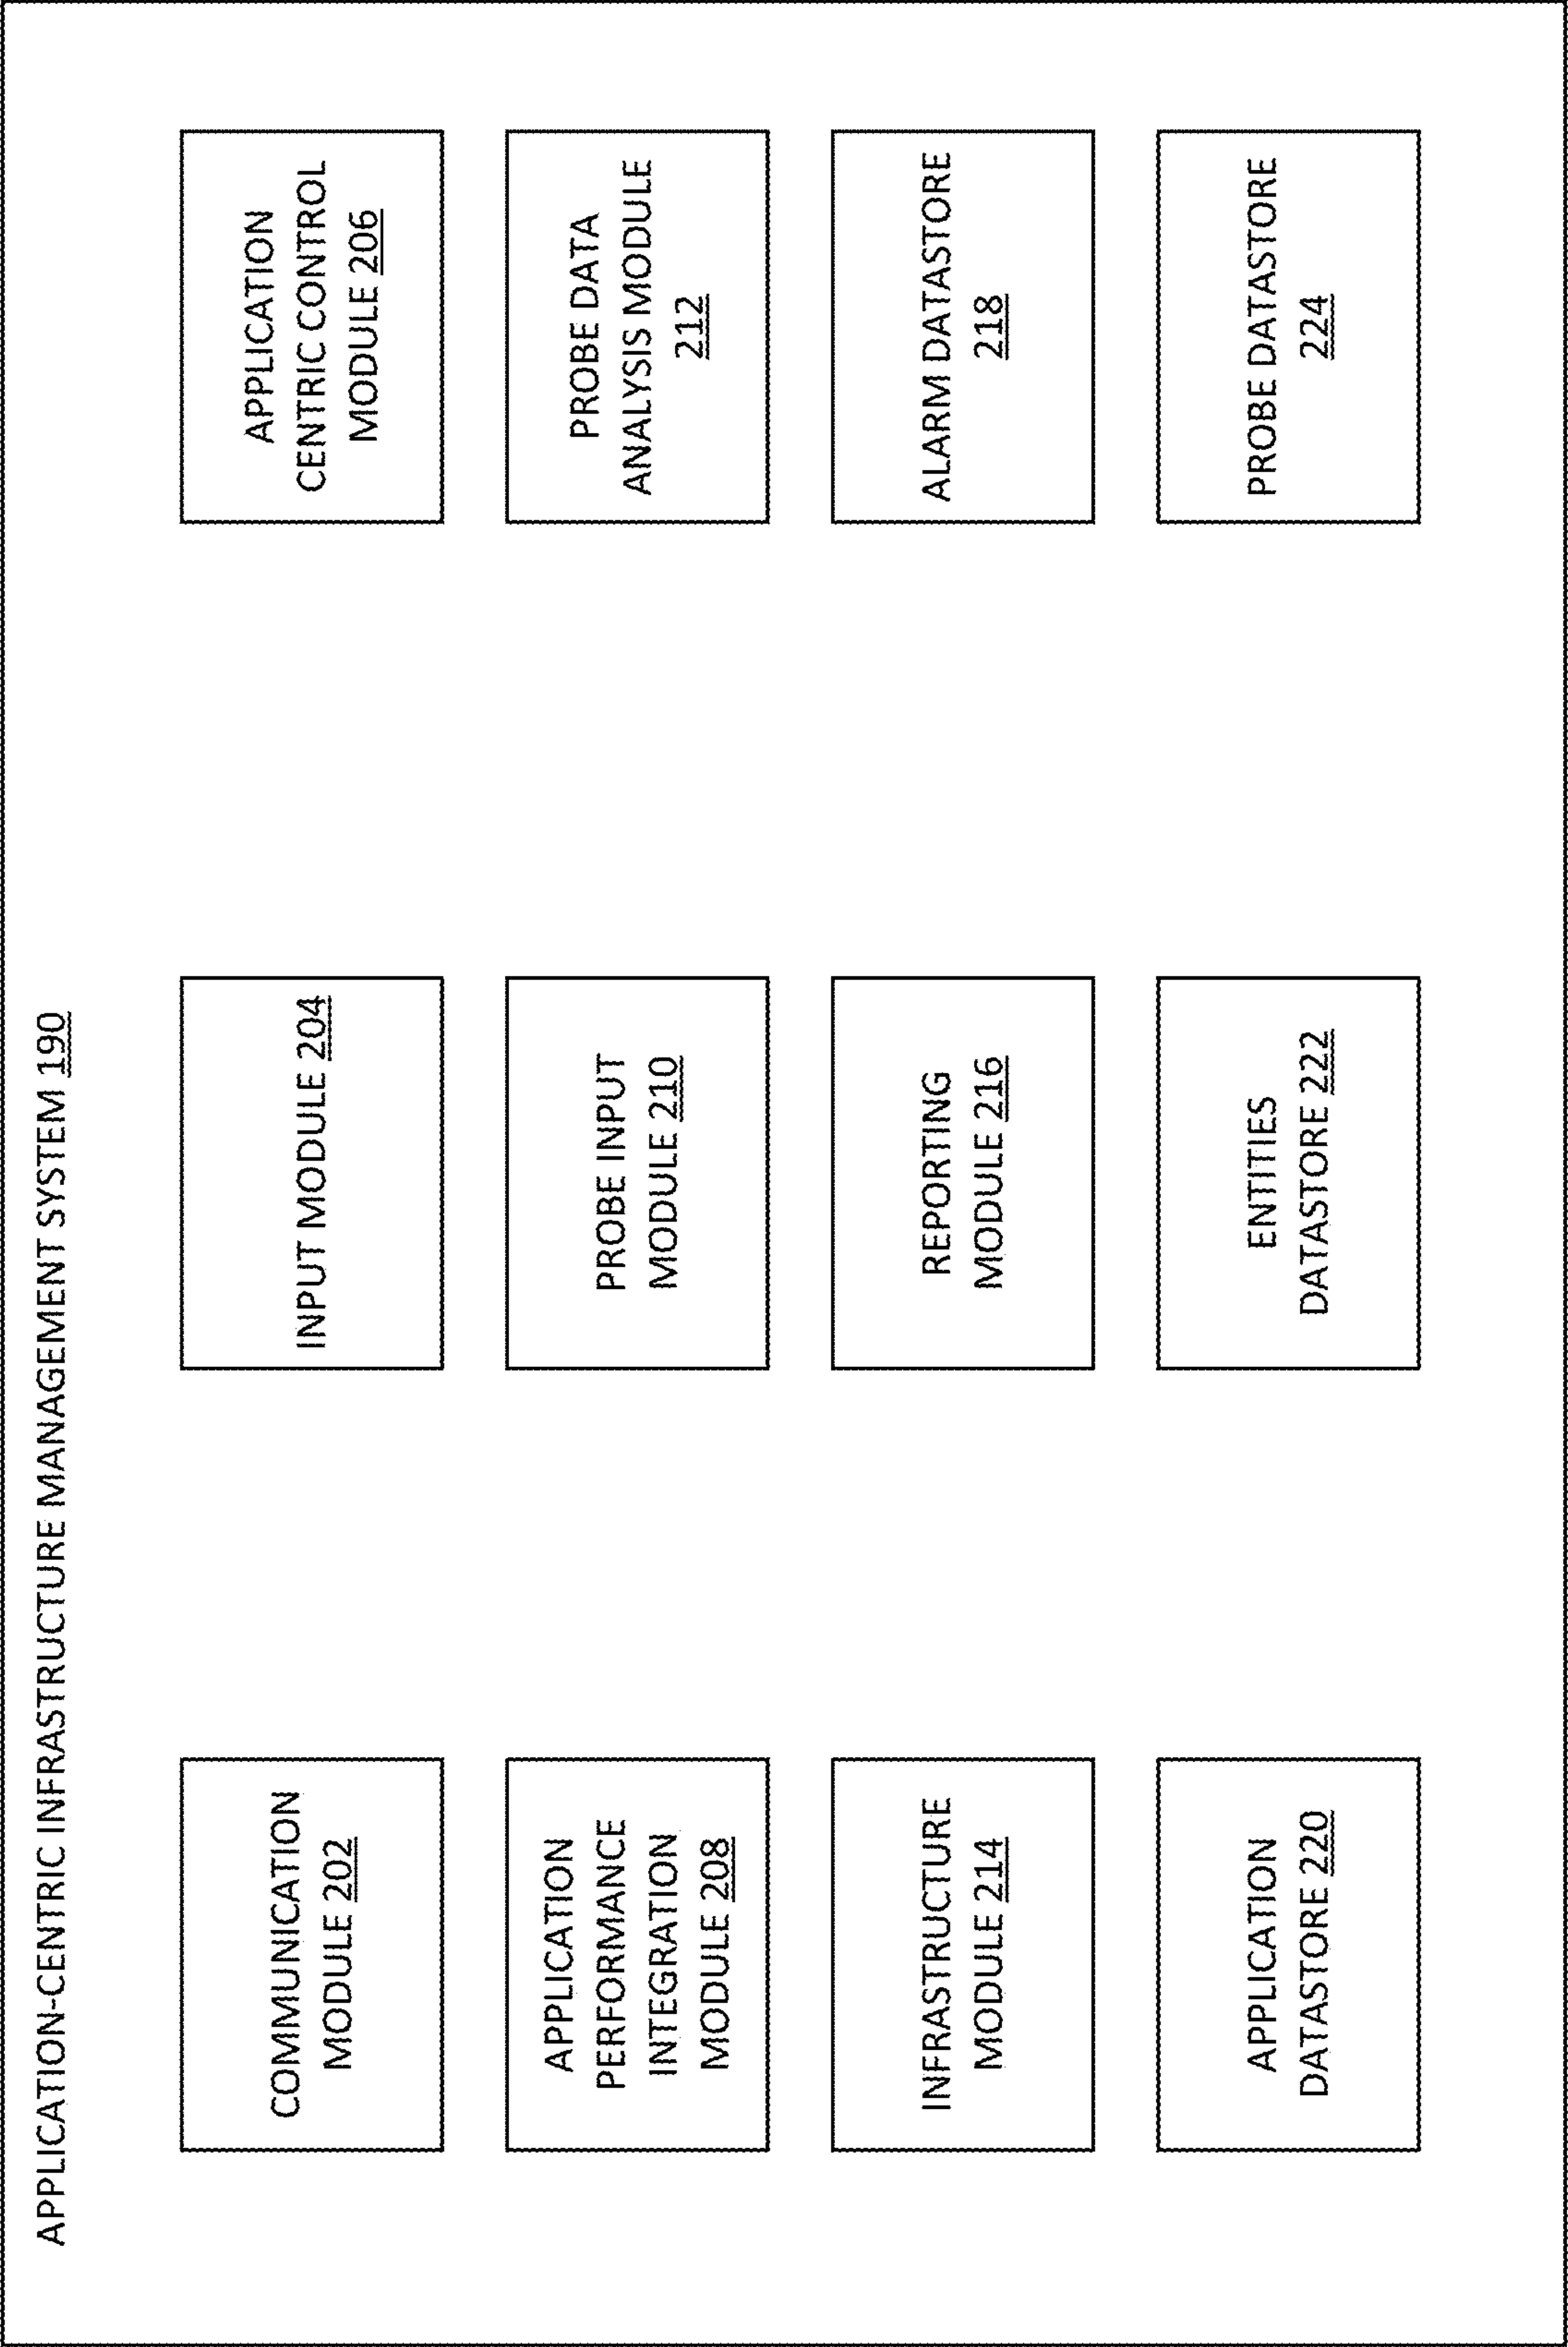 APPLICATION-CENTRIC INFRASTRUCTURE MANAGEMENT SYSTEM 190
COMMUNICATION
MODULE 202
INPUT MODULE 204
APPLICATION
CENTRIC CONTROL
MODULE 206
APPLICATION
PERFORMANCE
INTEGRATION
MODULE 208
PROBE INPUT
MODULE 210
PROBE DATA
ANALYSIS MODULE
212
INFRASTRUCTURE
MODULE 214
REPORTING
MODULE 216
ALARM DATASTORE
218
APPLICATION
DATASTORE 220
ENTITIES
DATASTORE 222
PROBE DATASTORE
224